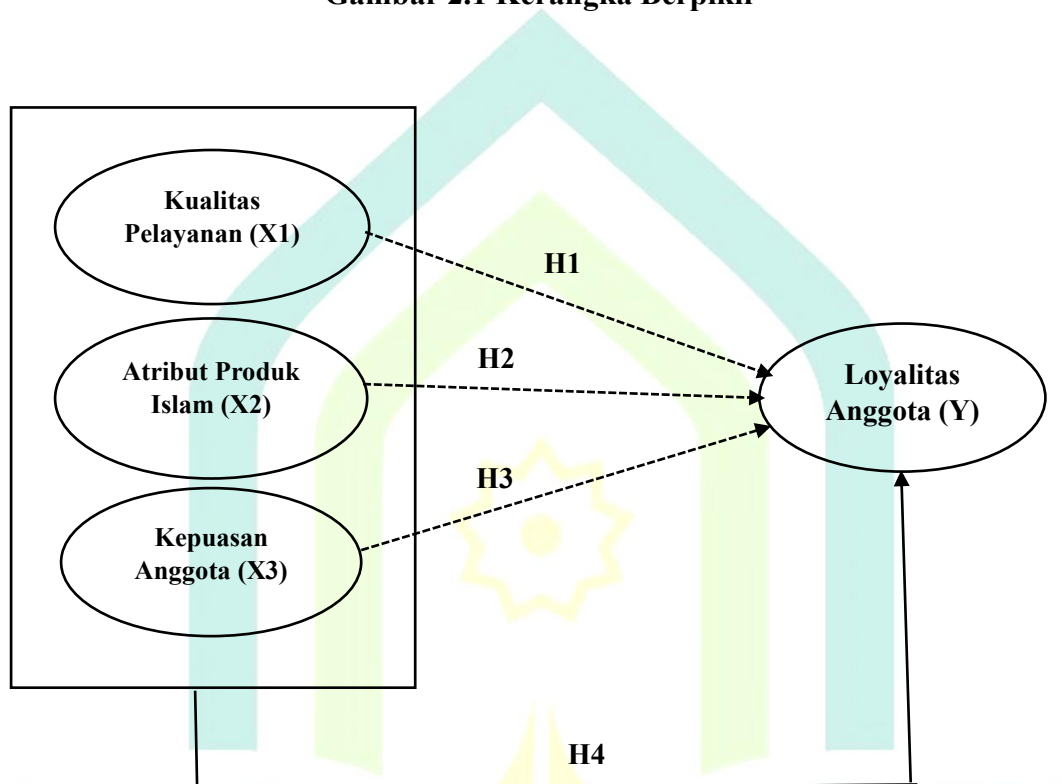 Gambar 2.1 Kerangka Berpikir
Kualitas
Pelayanan (X1)
H1
Atribut Produk
Islam (X2)
H2
Loyalitas
Anggota (Y)
H3
Kepuasan
Anggota (X3)
H4